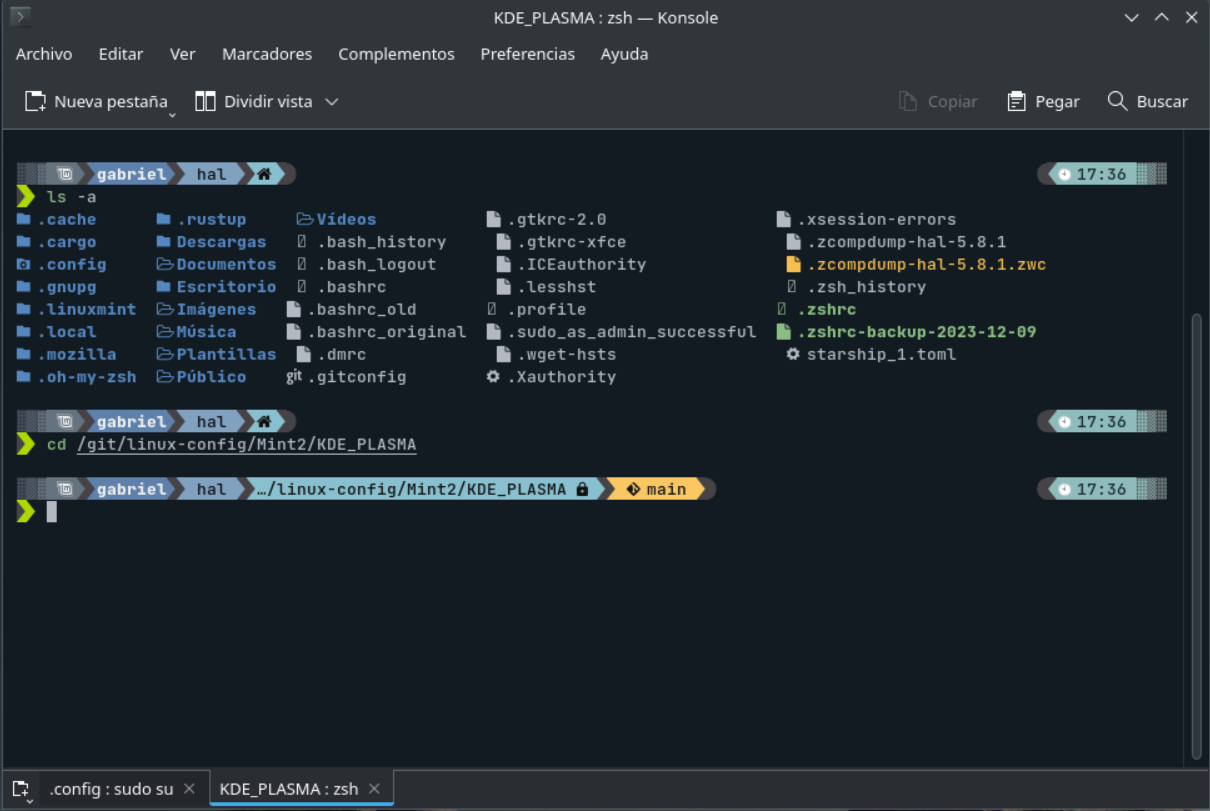 KDE_PLASMA : zsh — Konsole
Archivo Editar Ver Marcadores Complementos Preferencias Ayuda
Nueva pestaña Dividir vista Copiar Pegar Buscar
gabriel hal 17:36
ls -a
.cache .rustup Vídeos .gtkrc-2.0 .xsession-errors
.cargo Descargas .bash_history .gtkrc-xfce .zcompdump-hal-5.8.1
.config Documentos .bash_logout .ICEauthority .zcompdump-hal-5.8.1.zwc
.gnupg Escritorio .bashrc .lesshst .zsh_history
.linuxmint Imágenes .bashrc_old .profile .zshrc
.local Música .bashrc_original .sudo_as_admin_successful .zshrc-backup-2023-12-09
.mozilla Plantillas .dmrc .wget-hsts starship_1.toml
.oh-my-zsh Público git .gitconfig .Xauthority
gabriel hal 17:36
cd /git/linux-config/Mint2/KDE_PLASMA
gabriel hal …/linux-config/Mint2/KDE_PLASMA main 17:36
.config : sudo su KDE_PLASMA : zsh